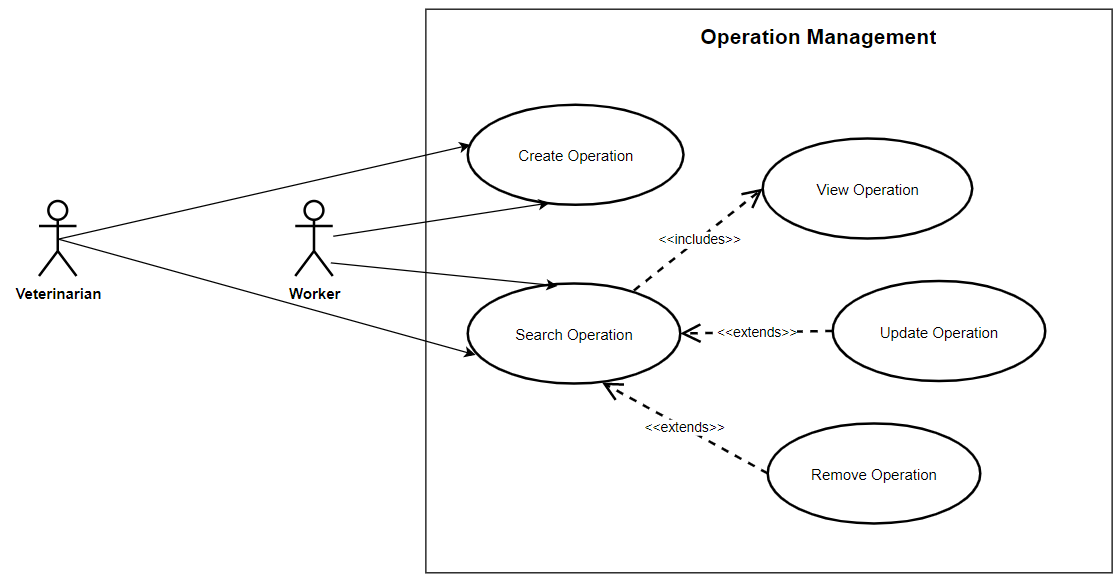 Operation Management
Create Operation
View Operation
<<includes>>
Veterinarian
Worker
Search Operation
<<extends>>
Update Operation
<<extends>>
Remove Operation